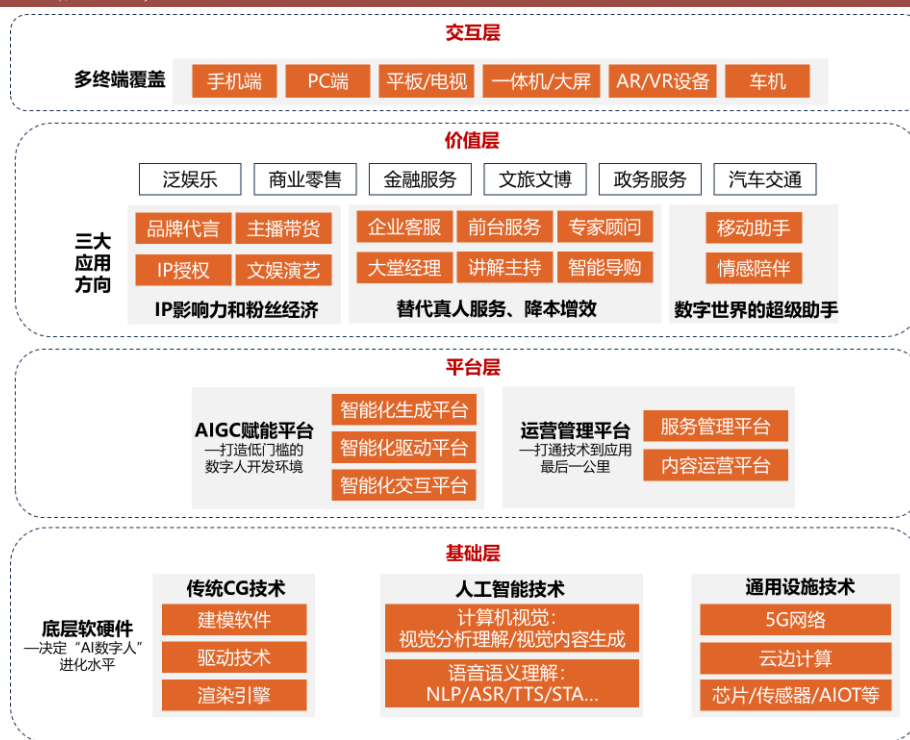 交互层
多终端覆盖
手机端
PC端
平板/电视
一体机/大屏
AR/VR设备
车机
价值层
泛娱乐
商业零售
金融服务
文旅文博
政务服务
汽车交通
三大
应用
方向
品牌代言
主播带货
IP授权
文娱演艺
IP影响力和粉丝经济
企业客服
前台服务
专家顾问
大堂经理
讲解主持
智能导购
替代真人服务、降本增效
移动助手
情感陪伴
数字世界的超级助手
平台层
AIGC赋能平台
—打造低门槛的
数字人开发环境
智能化生成平台
智能化驱动平台
智能化交互平台
运营管理平台
—打通技术到应用
最后一公里
服务管理平台
内容运营平台
基础层
底层软硬件
—决定“AI数字人”
进化水平
传统CG技术
建模软件
驱动技术
渲染引擎
人工智能技术
计算机视觉：
视觉分析理解/视觉内容生成
语音语义理解：
NLP/ASR/TTS/STA...
通用设施技术
5G网络
云边计算
芯片/传感器/AIOT等